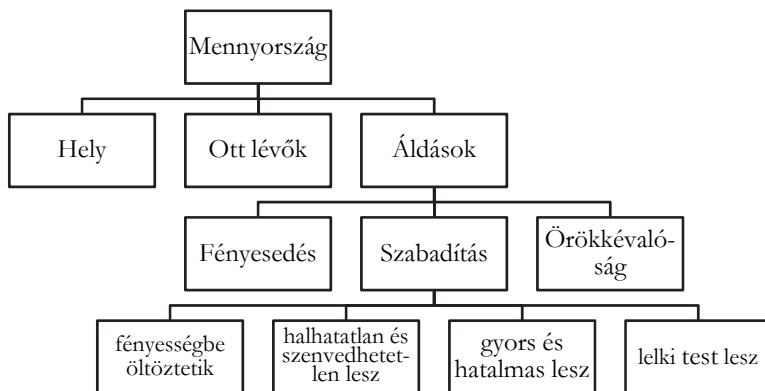 Mennyország
Hely
Ott lévők
Áldások
Fényesedés
Szabadítás
Örökkévaló-
ság
fényességbe
öltöztetik
halhatatlan és
szenvedhetet-
len lesz
gyors és
hatalmas lesz
lelki test lesz